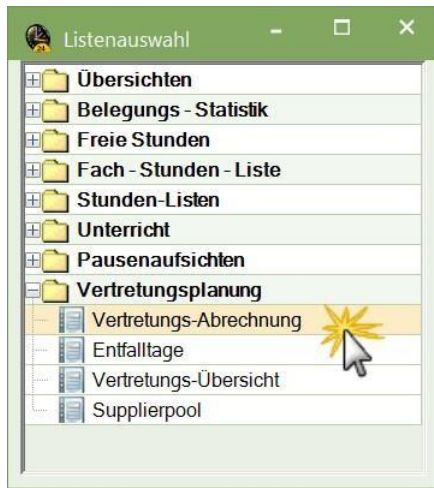 Listenauswahl
Übersichten
Belegungs - Statistik
Freie Stunden
Fach - Stunden - Liste
Stunden-Listen
Unterricht
Pausenaufsichten
Vertretungsplanung
Vertretungs-Abrechnung
Entfalltage
Vertretungs-Übersicht
Supplierpool